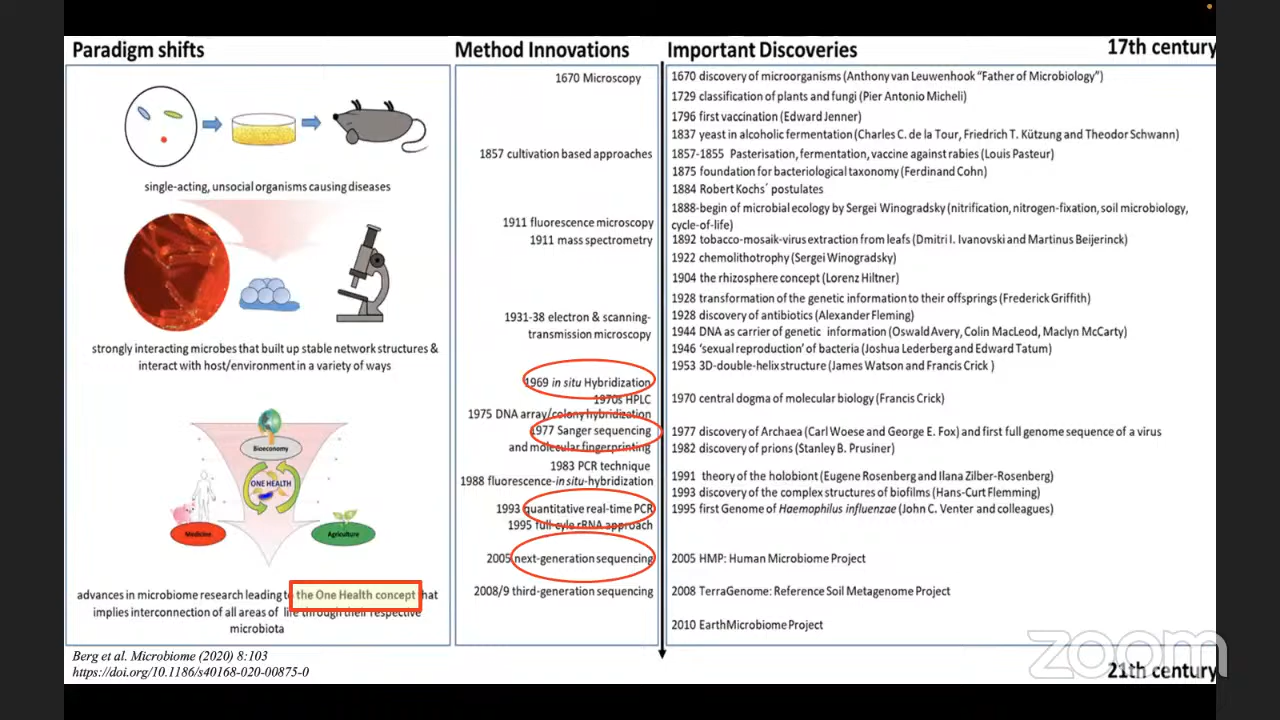 Paradigm shifts
single-acting, unsocial organisms causing diseases
strongly interacting microbes that built up stable network structures &
interact with host/environment in a variety of ways
Bioeconomy
ONE HEALTH
Medicine
Agriculture
advances in microbiome research leading to the One Health concept that
implies interconnection of all areas of life through their respective
microbiota
Method Innovations
1670 Microscopy
1857 cultivation based approaches
1911 fluorescence microscopy
1911 mass spectrometry
1931-38 electron & scanning-
transmission microscopy
1969 in situ Hybridization
1970s HPLC
1975 DNA array/colony hybridization
1977 Sanger sequencing
and molecular fingerprinting
1983 PCR technique
1988 fluorescence-in situ-hybridization
1993 quantitative real-time PCR
1995 full-cyle rRNA approach
2005 next-generation sequencing
2008/9 third-generation sequencing
Important Discoveries
17th century
1670 discovery of microorganisms (Anthony van Leuwenhook “Father of Microbiology”)
1729 classification of plants and fungi (Pier Antonio Micheli)
1796 first vaccination (Edward Jenner)
1837 yeast in alcoholic fermentation (Charles C. de la Tour, Friedrich T. Kützung and Theodor Schwann)
1857-1855 Pasterisation, fermentation, vaccine against rabies (Louis Pasteur)
1875 foundation for bacteriological taxonomy (Ferdinand Cohn)
1884 Robert Kochs´ postulates
1888-begin of microbial ecology by Sergei Winogradsky (nitrification, nitrogen-fixation, soil microbiology,
cycle-of-life)
1892 tobacco-mosaik-virus extraction from leafs (Dmitri I. Ivanovski and Martinus Beijerinck)
1922 chemolithotrophy (Sergei Winogradsky)
1904 the rhizosphere concept (Lorenz Hiltner)
1928 transformation of the genetic information to their offsprings (Frederick Griffith)
1928 discovery of antibiotics (Alexander Fleming)
1944 DNA as carrier of genetic information (Oswald Avery, Colin MacLeod, Maclyn McCarty)
1946 ‘sexual reproduction’ of bacteria (Joshua Lederberg and Edward Tatum)
1953 3D-double-helix structure (James Watson and Francis Crick )
1970 central dogma of molecular biology (Francis Crick)
1977 discovery of Archaea (Carl Woese and George E. Fox) and first full genome sequence of a virus
1982 discovery of prions (Stanley B. Prusiner)
1991 theory of the holobiont (Eugene Rosenberg and Ilana Zilber-Rosenberg)
1993 discovery of the complex structures of biofilms (Hans-Curt Flemming)
1995 first Genome of Haemophilus influenzae (John C. Venter and colleagues)
2005 HMP: Human Microbiome Project
2008 TerraGenome: Reference Soil Metagenome Project
2010 EarthMicrobiome Project
21th century
Berg et al. Microbiome (2020) 8:103
https://doi.org/10.1186/s40168-020-00875-0
zoom